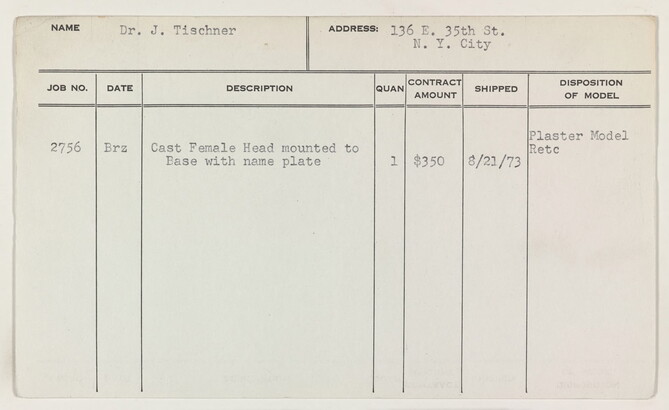 NAME Dr. J. Tischner ADDRESS: 136 E. 35th St.
N. Y. City
JOB NO. DATE DESCRIPTION QUAN CONTRACT AMOUNT SHIPPED DISPOSITION OF MODEL
Plaster Model
2756 Brz Cast Female Head mounted to Retc
Base with name plate 1 $350 8/21/73